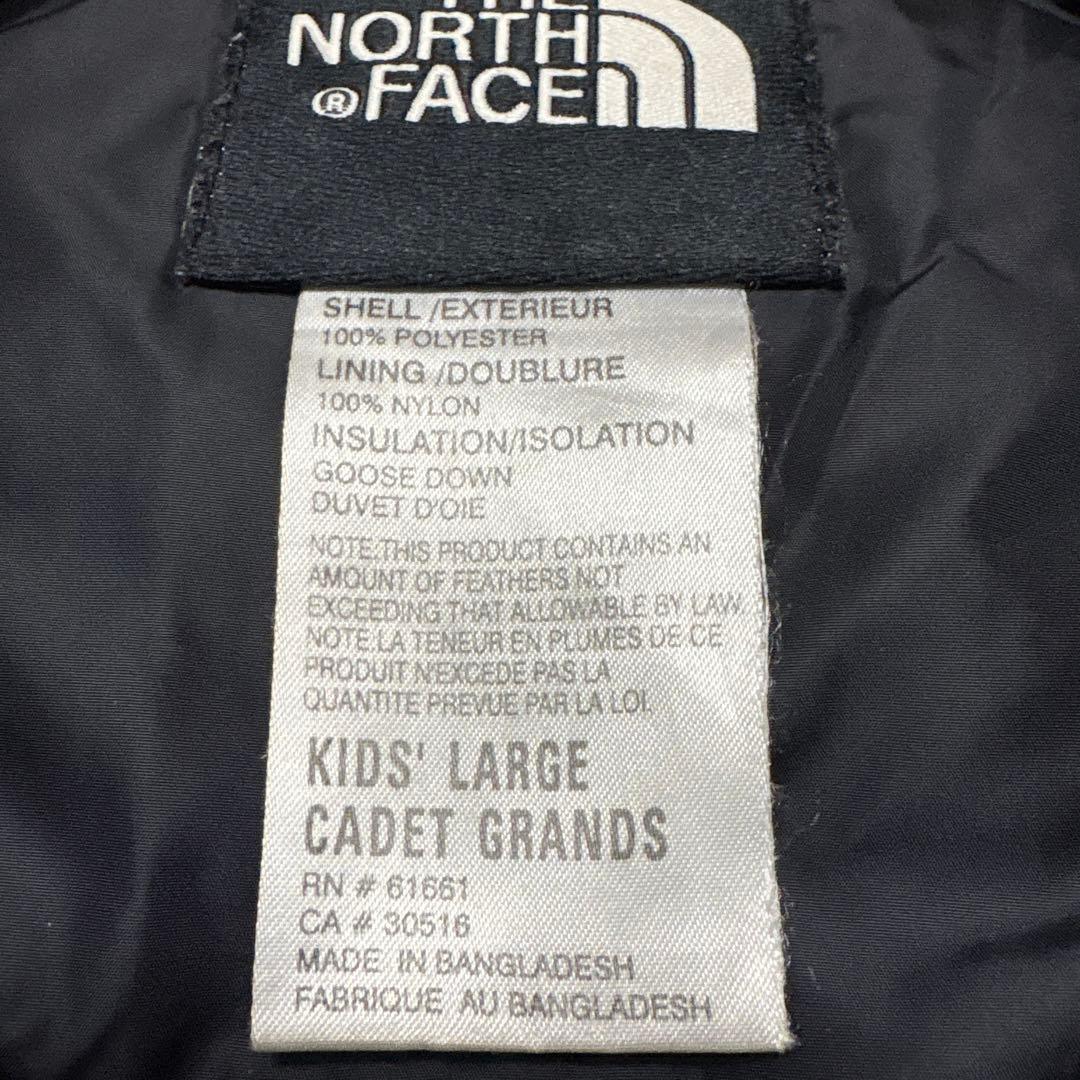 THE
NORTH
® FACE
SHELL /EXTERIEUR
100% POLYESTER
LINING /DOUBLURE
100% NYLON
INSULATION/ISOLATION
GOOSE DOWN
DUVET D'OIE
NOTE:THIS PRODUCT CONTAINS AN
AMOUNT OF FEATHERS NOT
EXCEEDING THAT ALLOWABLE BY LAW
NOTE LA TENEUR EN PLUMES DE CE
PRODUIT N'EXCEDE PAS LA
QUANTITE PREVUE PAR LA LOI.
KIDS' LARGE
CADET GRANDS
RN # 61661
CA # 30516
MADE IN BANGLADESH
FABRIQUE AU BANGLADESH